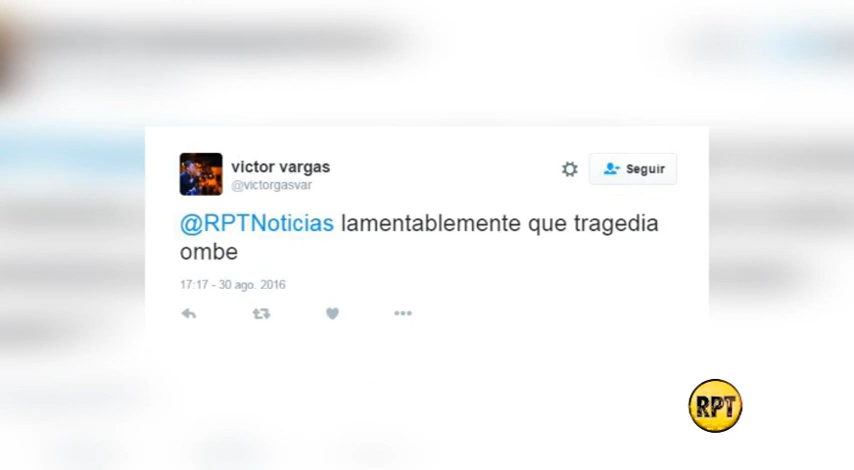 victor vargas
@victorgasvar
Seguir
@RPTNoticias lamentablemente que tragedia
ombe
17:17 - 30 ago. 2016
RPT